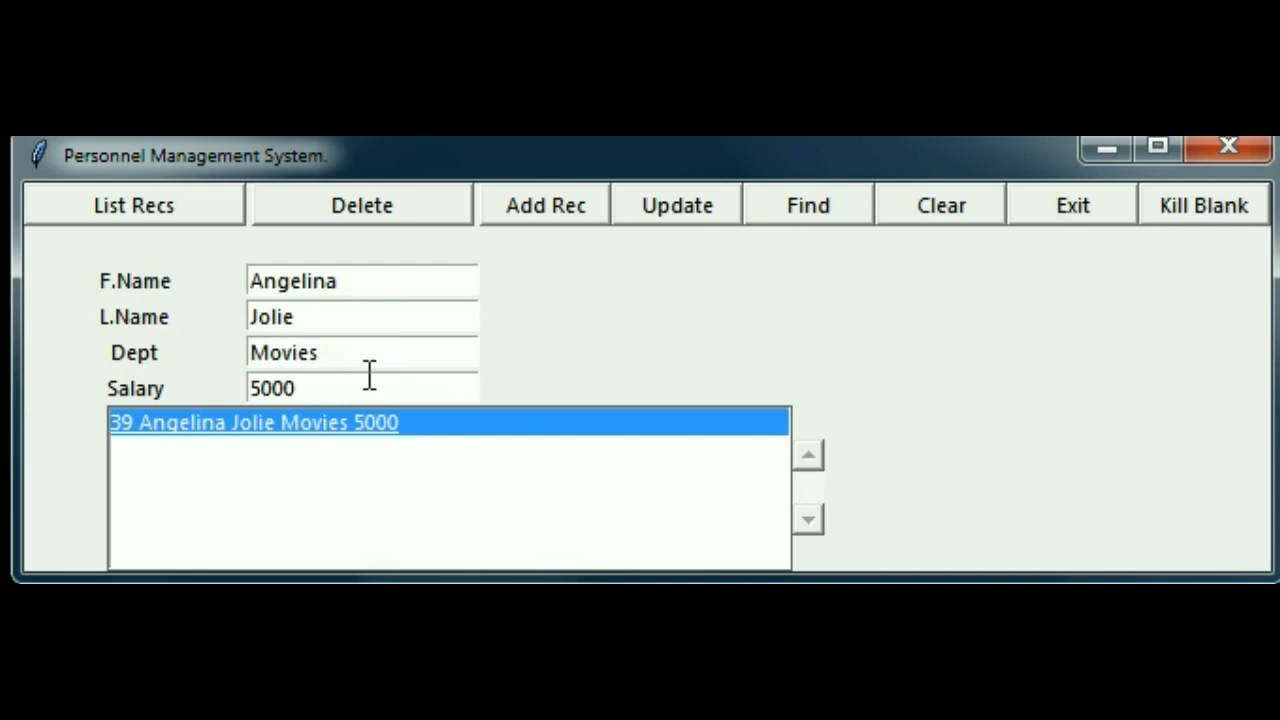 Personnel Management System.
List Recs Delete Add Rec Update Find Clear Exit Kill Blank
F.Name Angelina
L.Name Jolie
Dept Movies
Salary 5000
39 Angelina Jolie Movies 5000